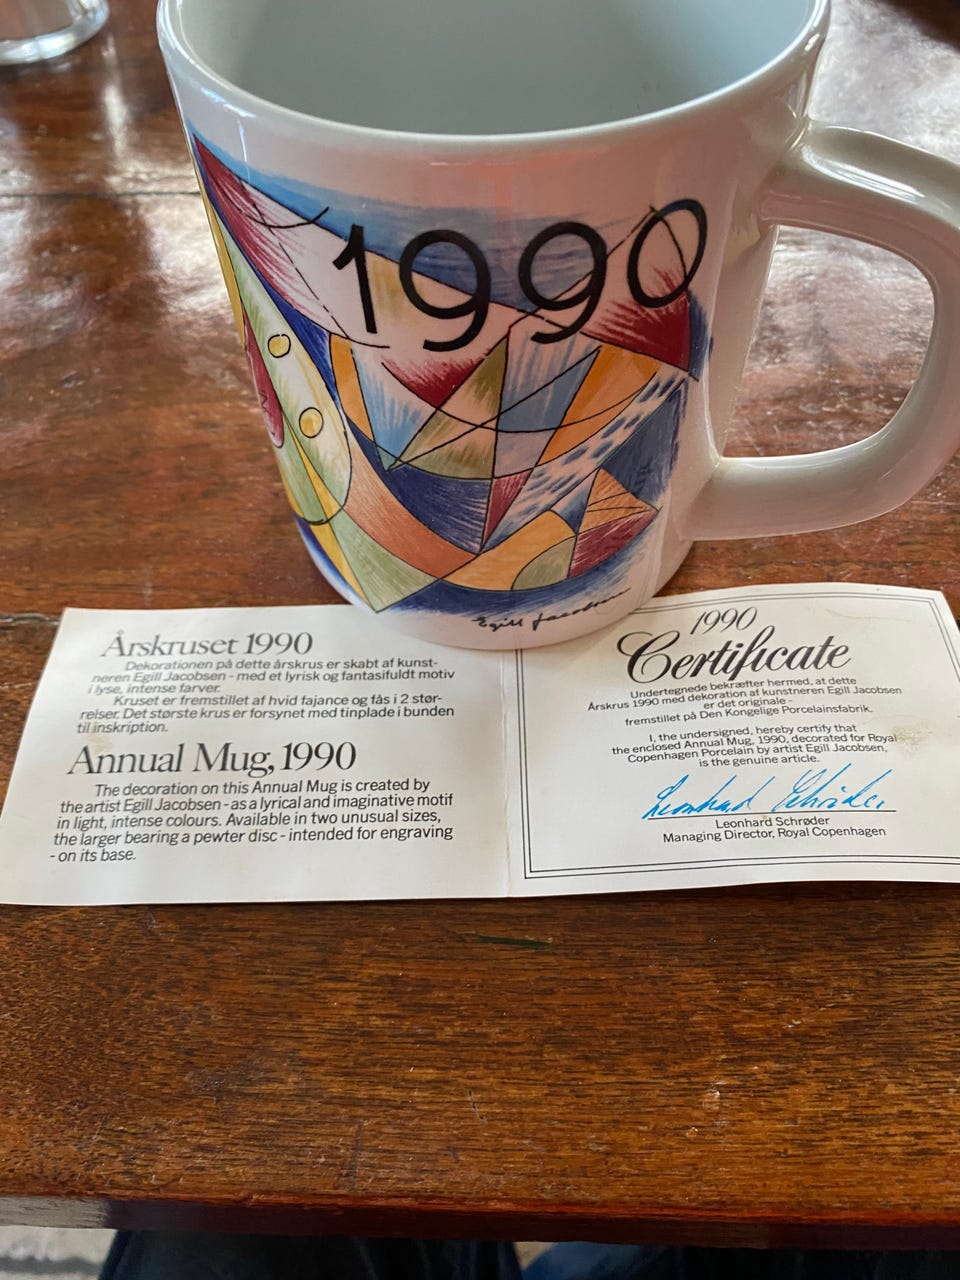 1990
Egill Jacobsen
Årskruset 1990
Dekorationen på dette årskrus er skabt af kunst-
neren Egill Jacobsen - med et lyrisk og fantasifuldt motiv
i lyse, intense farver.
Kruset er fremstillet af hvid fajance og fås i 2 stør-
relser. Det største krus er forsynet med tinplade i bunden
til inskription.
Annual Mug, 1990
The decoration on this Annual Mug is created by
the artist Egill Jacobsen - as a lyrical and imaginative motif
in light, intense colours. Available in two unusual sizes,
the larger bearing a pewter disc - intended for engraving
- on its base.
1990
Certificate
Undertegnede bekræfter hermed, at dette
Årskrus 1990 med dekoration af kunstneren Egill Jacobsen
er det originale -
fremstillet på Den Kongelige Porcelainsfabrik.
I, the undersigned, hereby certify that
the enclosed Annual Mug, 1990, decorated for Royal
Copenhagen Porcelain by artist Egill Jacobsen,
is the genuine article.
Leonhard Schrøder
Leonhard Schrøder
Managing Director, Royal Copenhagen